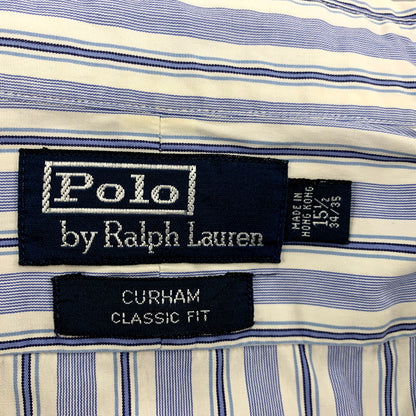 Polo
by Ralph Lauren
MADE IN
HONG KONG
15 1/2
34/35
CURHAM
CLASSIC FIT